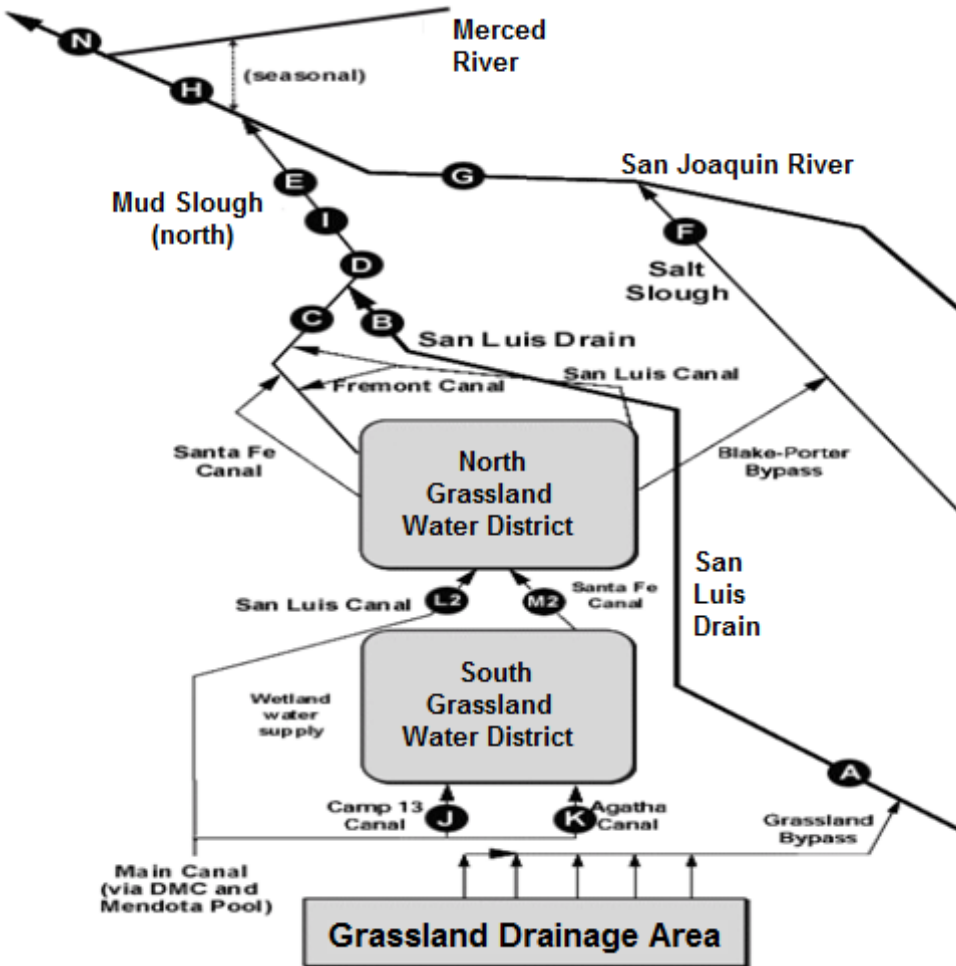 Merced
River
N
(seasonal)
H
San Joaquin River
G
E
Mud Slough
(north)
I
F
D
Salt
Slough
C
B
San Luis Drain
San Luis Canal
Fremont Canal
Santa Fe
Canal
Blake-Porter
Bypass
North
Grassland
Water District
San
Luis
Drain
San Luis Canal
L2
M2
Santa Fe
Canal
South
Grassland
Water District
Wetland
water
supply
A
Camp 13
Canal
J
K
Agatha
Canal
Grassland
Bypass
Main Canal
(via DMC and
Mendota Pool)
Grassland Drainage Area